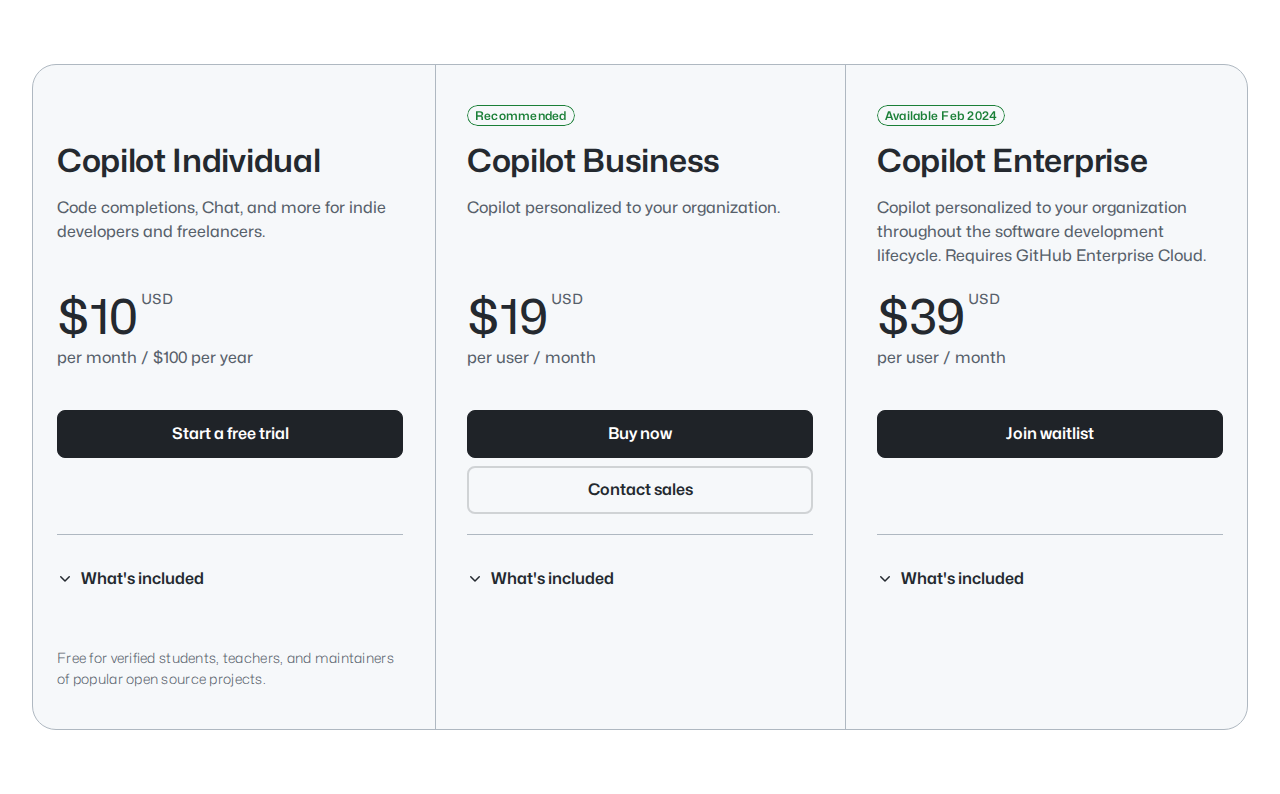 Copilot Individual
Code completions, Chat, and more for indie
developers and freelancers.
$10 USD
per month / $100 per year
Start a free trial
What's included
Free for verified students, teachers, and maintainers
of popular open source projects.
Recommended
Copilot Business
Copilot personalized to your organization.
$19 USD
per user / month
Buy now
Contact sales
What's included
Available Feb 2024
Copilot Enterprise
Copilot personalized to your organization
throughout the software development
lifecycle. Requires GitHub Enterprise Cloud.
$39 USD
per user / month
Join waitlist
What's included